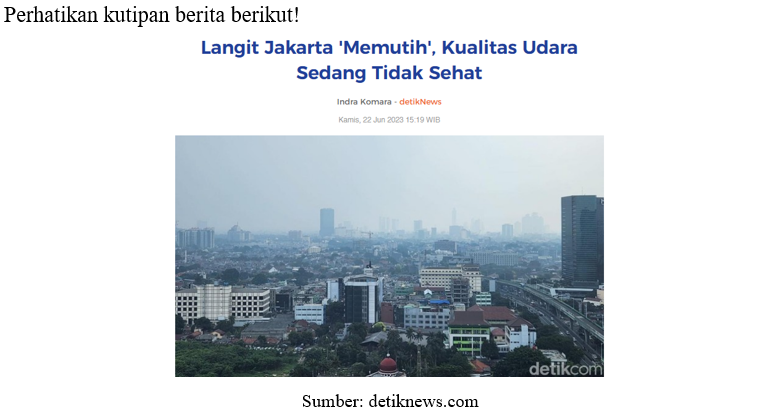 Perhatikan kutipan berita berikut!
Langit Jakarta 'Memutih', Kualitas Udara
Sedang Tidak Sehat
Indra Komara - detikNews
Kamis, 22 Jun 2023 15:19 WIB
detikcom
Sumber: detiknews.com